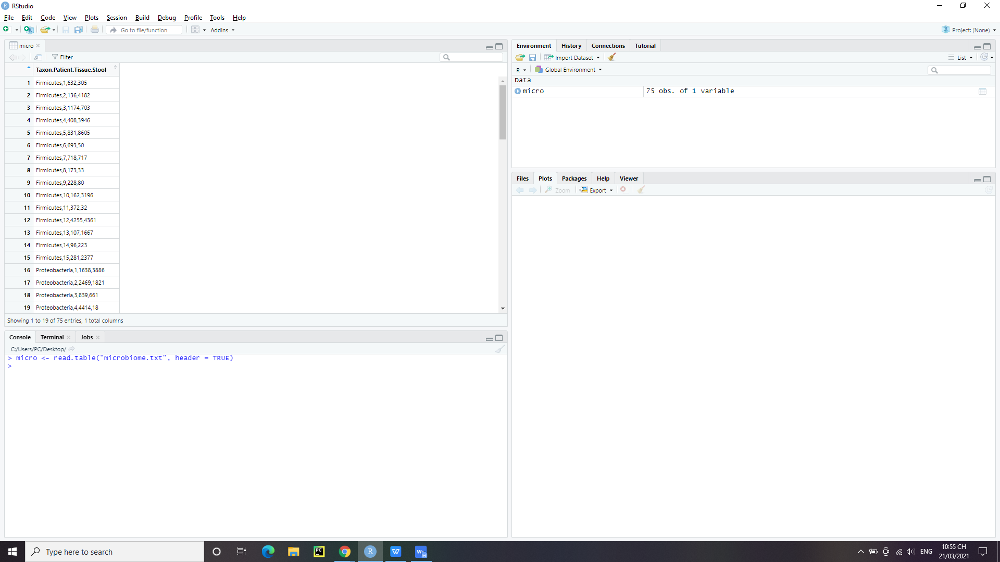 RStudio
File Edit Code View Plots Session Build Debug Profile Tools Help
Go to file/function Addins Project: (None)
micro
Filter
Taxon.Patient.Tissue.Stool
1 Firmicutes,1,632,305
2 Firmicutes,2,136,4182
3 Firmicutes,3,1174,703
4 Firmicutes,4,408,3946
5 Firmicutes,5,831,8605
6 Firmicutes,6,693,50
7 Firmicutes,7,718,717
8 Firmicutes,8,173,33
9 Firmicutes,9,228,80
10 Firmicutes,10,162,3196
11 Firmicutes,11,372,32
12 Firmicutes,12,4255,4361
13 Firmicutes,13,107,1667
14 Firmicutes,14,96,223
15 Firmicutes,15,281,2377
16 Proteobacteria,1,1638,3886
17 Proteobacteria,2,2469,1821
18 Proteobacteria,3,839,661
19 Proteobacteria,4,4414,18
Showing 1 to 19 of 75 entries, 1 total columns
Console Terminal Jobs
C:/Users/PC/Desktop/
> micro <- read.table("microbiome.txt", header = TRUE)
>
Environment History Connections Tutorial
Import Dataset List
R Global Environment
Data
micro 75 obs. of 1 variable
Files Plots Packages Help Viewer
Zoom Export
Type here to search
PC
R
W
ENG
10:55 CH
21/03/2021